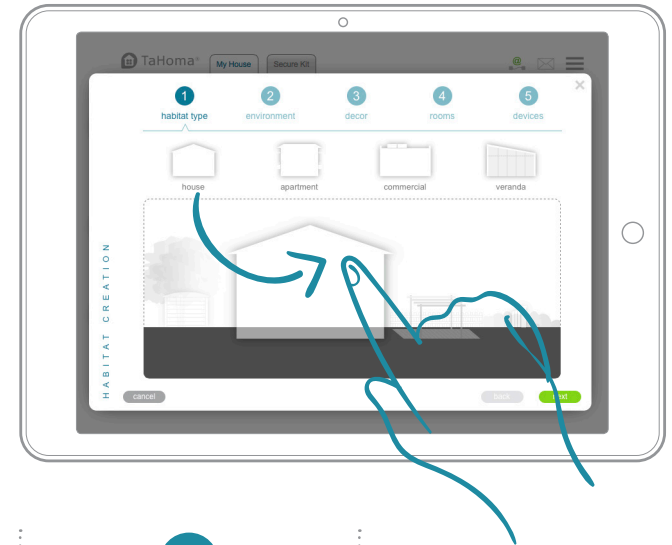 TaHoma® My House Secure Kit @
1 2 3 4 5
habitat type environment decor rooms devices
house apartment commercial veranda
HABITAT CREATION
cancel back next